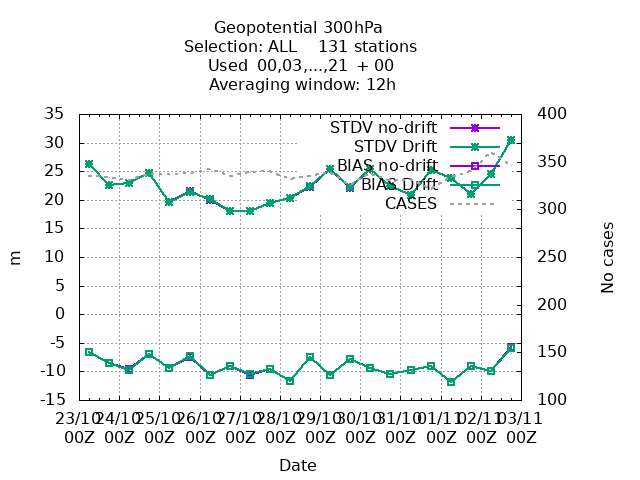 Geopotential 300hPa
Selection: ALL    131 stations
Used  00,03,...,21  + 00
Averaging window: 12h
35
30
25
20
15
10
5
0
-5
-10
-15
m
400
350
300
250
200
150
100
No cases
STDV no-drift
STDV Drift
BIAS no-drift
BIAS Drift
CASES
23/10 24/10 25/10 26/10 27/10 28/10 29/10 30/10 31/10 01/11 02/11 03/11
00Z 00Z 00Z 00Z 00Z 00Z 00Z 00Z 00Z 00Z 00Z 00Z
Date